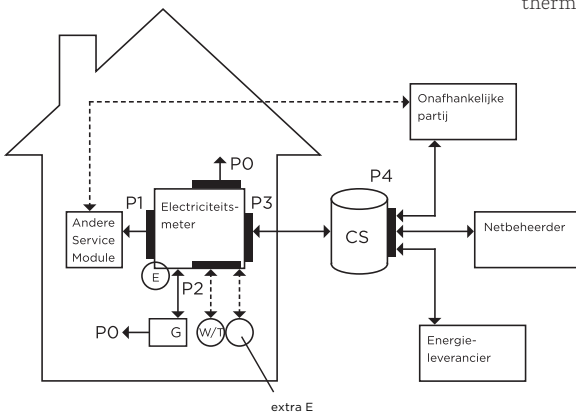 therm
Onafhankelijke
partij
P0
P4
P1
Electriciteits-
meter
P3
Andere
Service
Module
CS
Netbeheerder
E
P2
P0
G
W/T
Energie-
leverancier
extra E